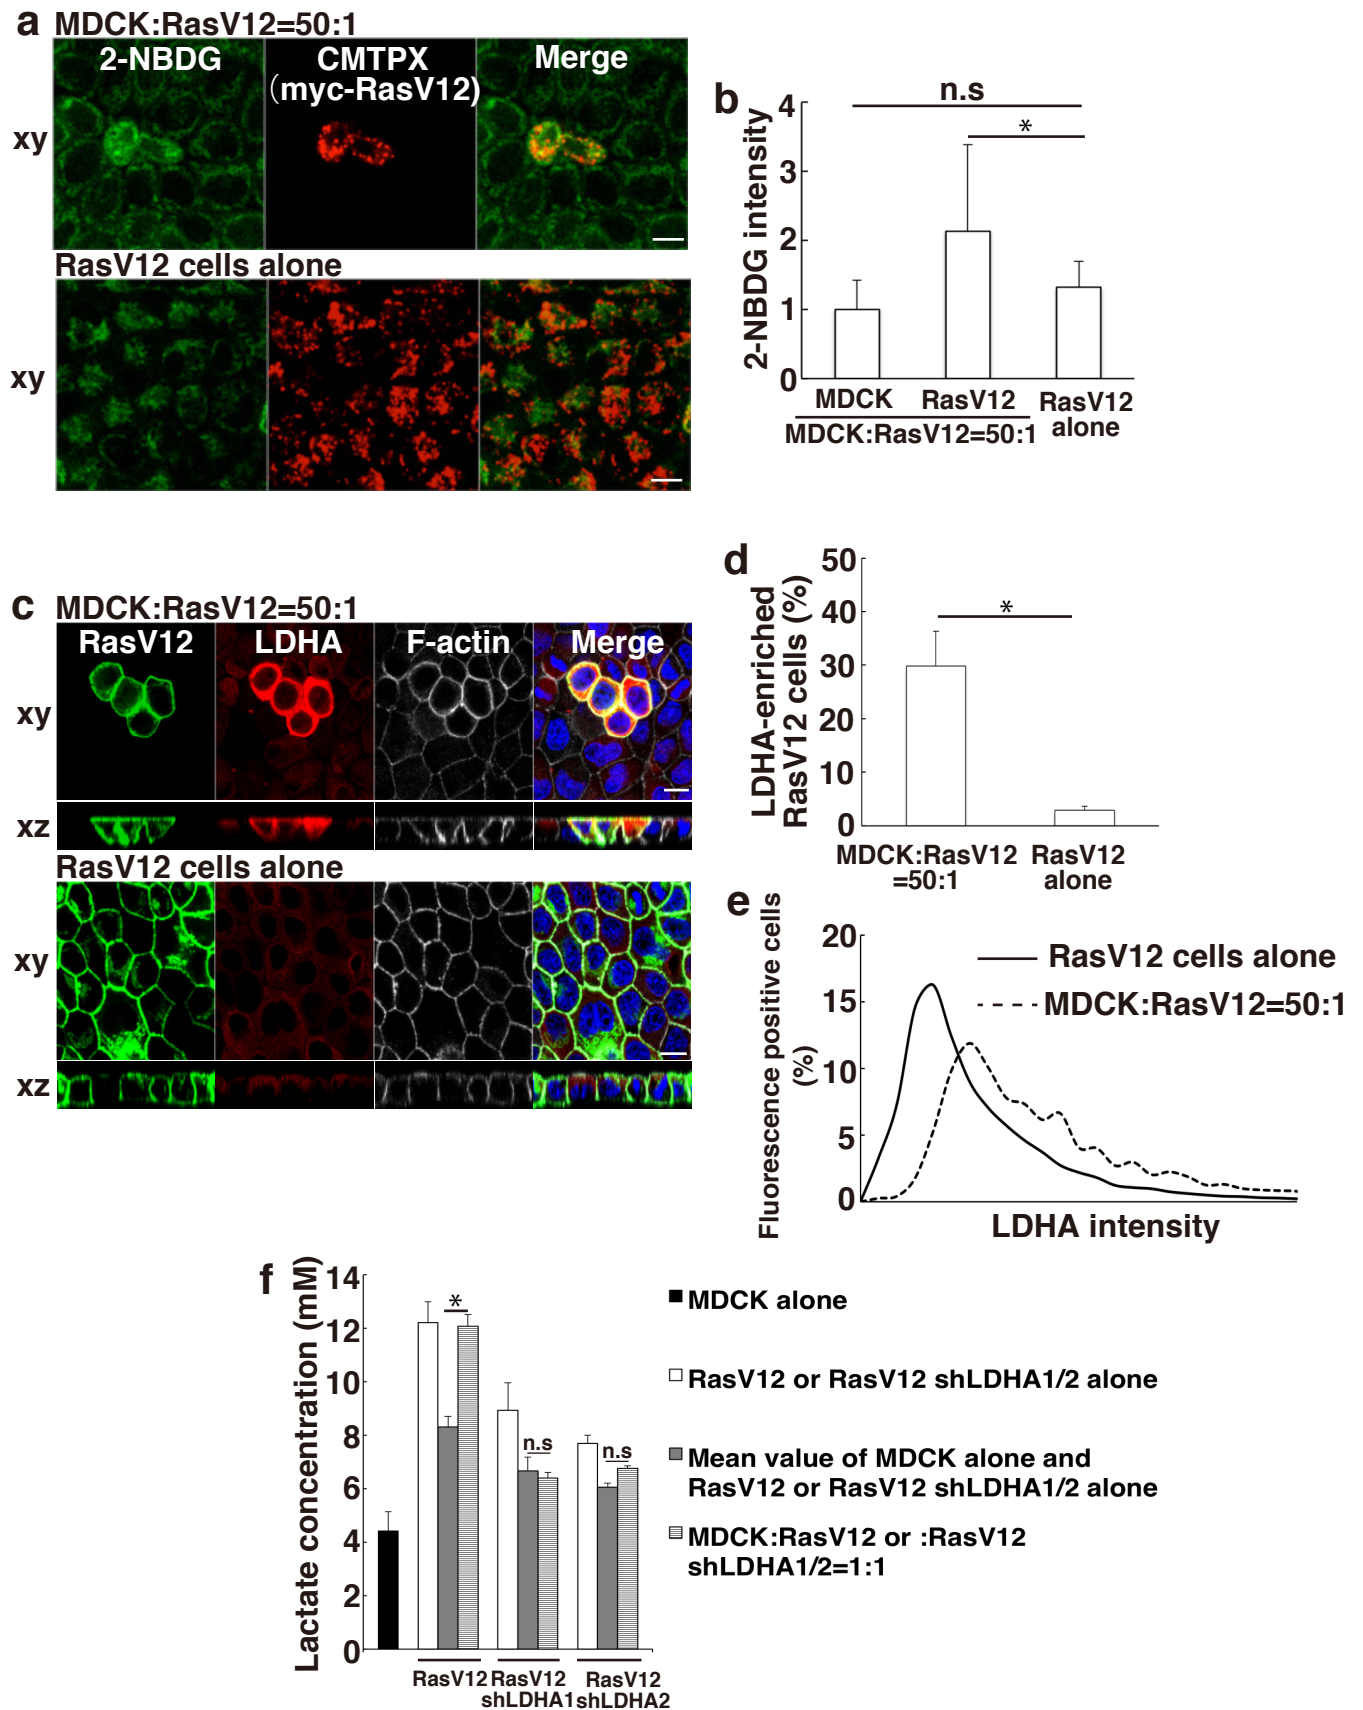 a MDCK:RasV12=50:1
2-NBDG
CMTPX
(myc-RasV12)
Merge
xy
RasV12 cells alone
xy
b
2-NBDG intensity
4
3
2
1
0
n.s
*
MDCK
RasV12
RasV12
alone
MDCK:RasV12=50:1
c MDCK:RasV12=50:1
RasV12
LDHA
F-actin
Merge
xy
xz
RasV12 cells alone
xy
xz
d
LDHA-enriched
RasV12 cells (%)
50
40
30
20
10
0
*
MDCK:RasV12
=50:1
RasV12
alone
e
Fluorescence positive cells
(%)
20
15
10
5
0
RasV12 cells alone
MDCK:RasV12=50:1
LDHA intensity
f
Lactate concentration (mM)
14
12
10
8
6
4
2
0
*
n.s
n.s
RasV12
RasV12
shLDHA1
RasV12
shLDHA2
MDCK alone
RasV12 or RasV12 shLDHA1/2 alone
Mean value of MDCK alone and
RasV12 or RasV12 shLDHA1/2 alone
MDCK:RasV12 or :RasV12
shLDHA1/2=1:1